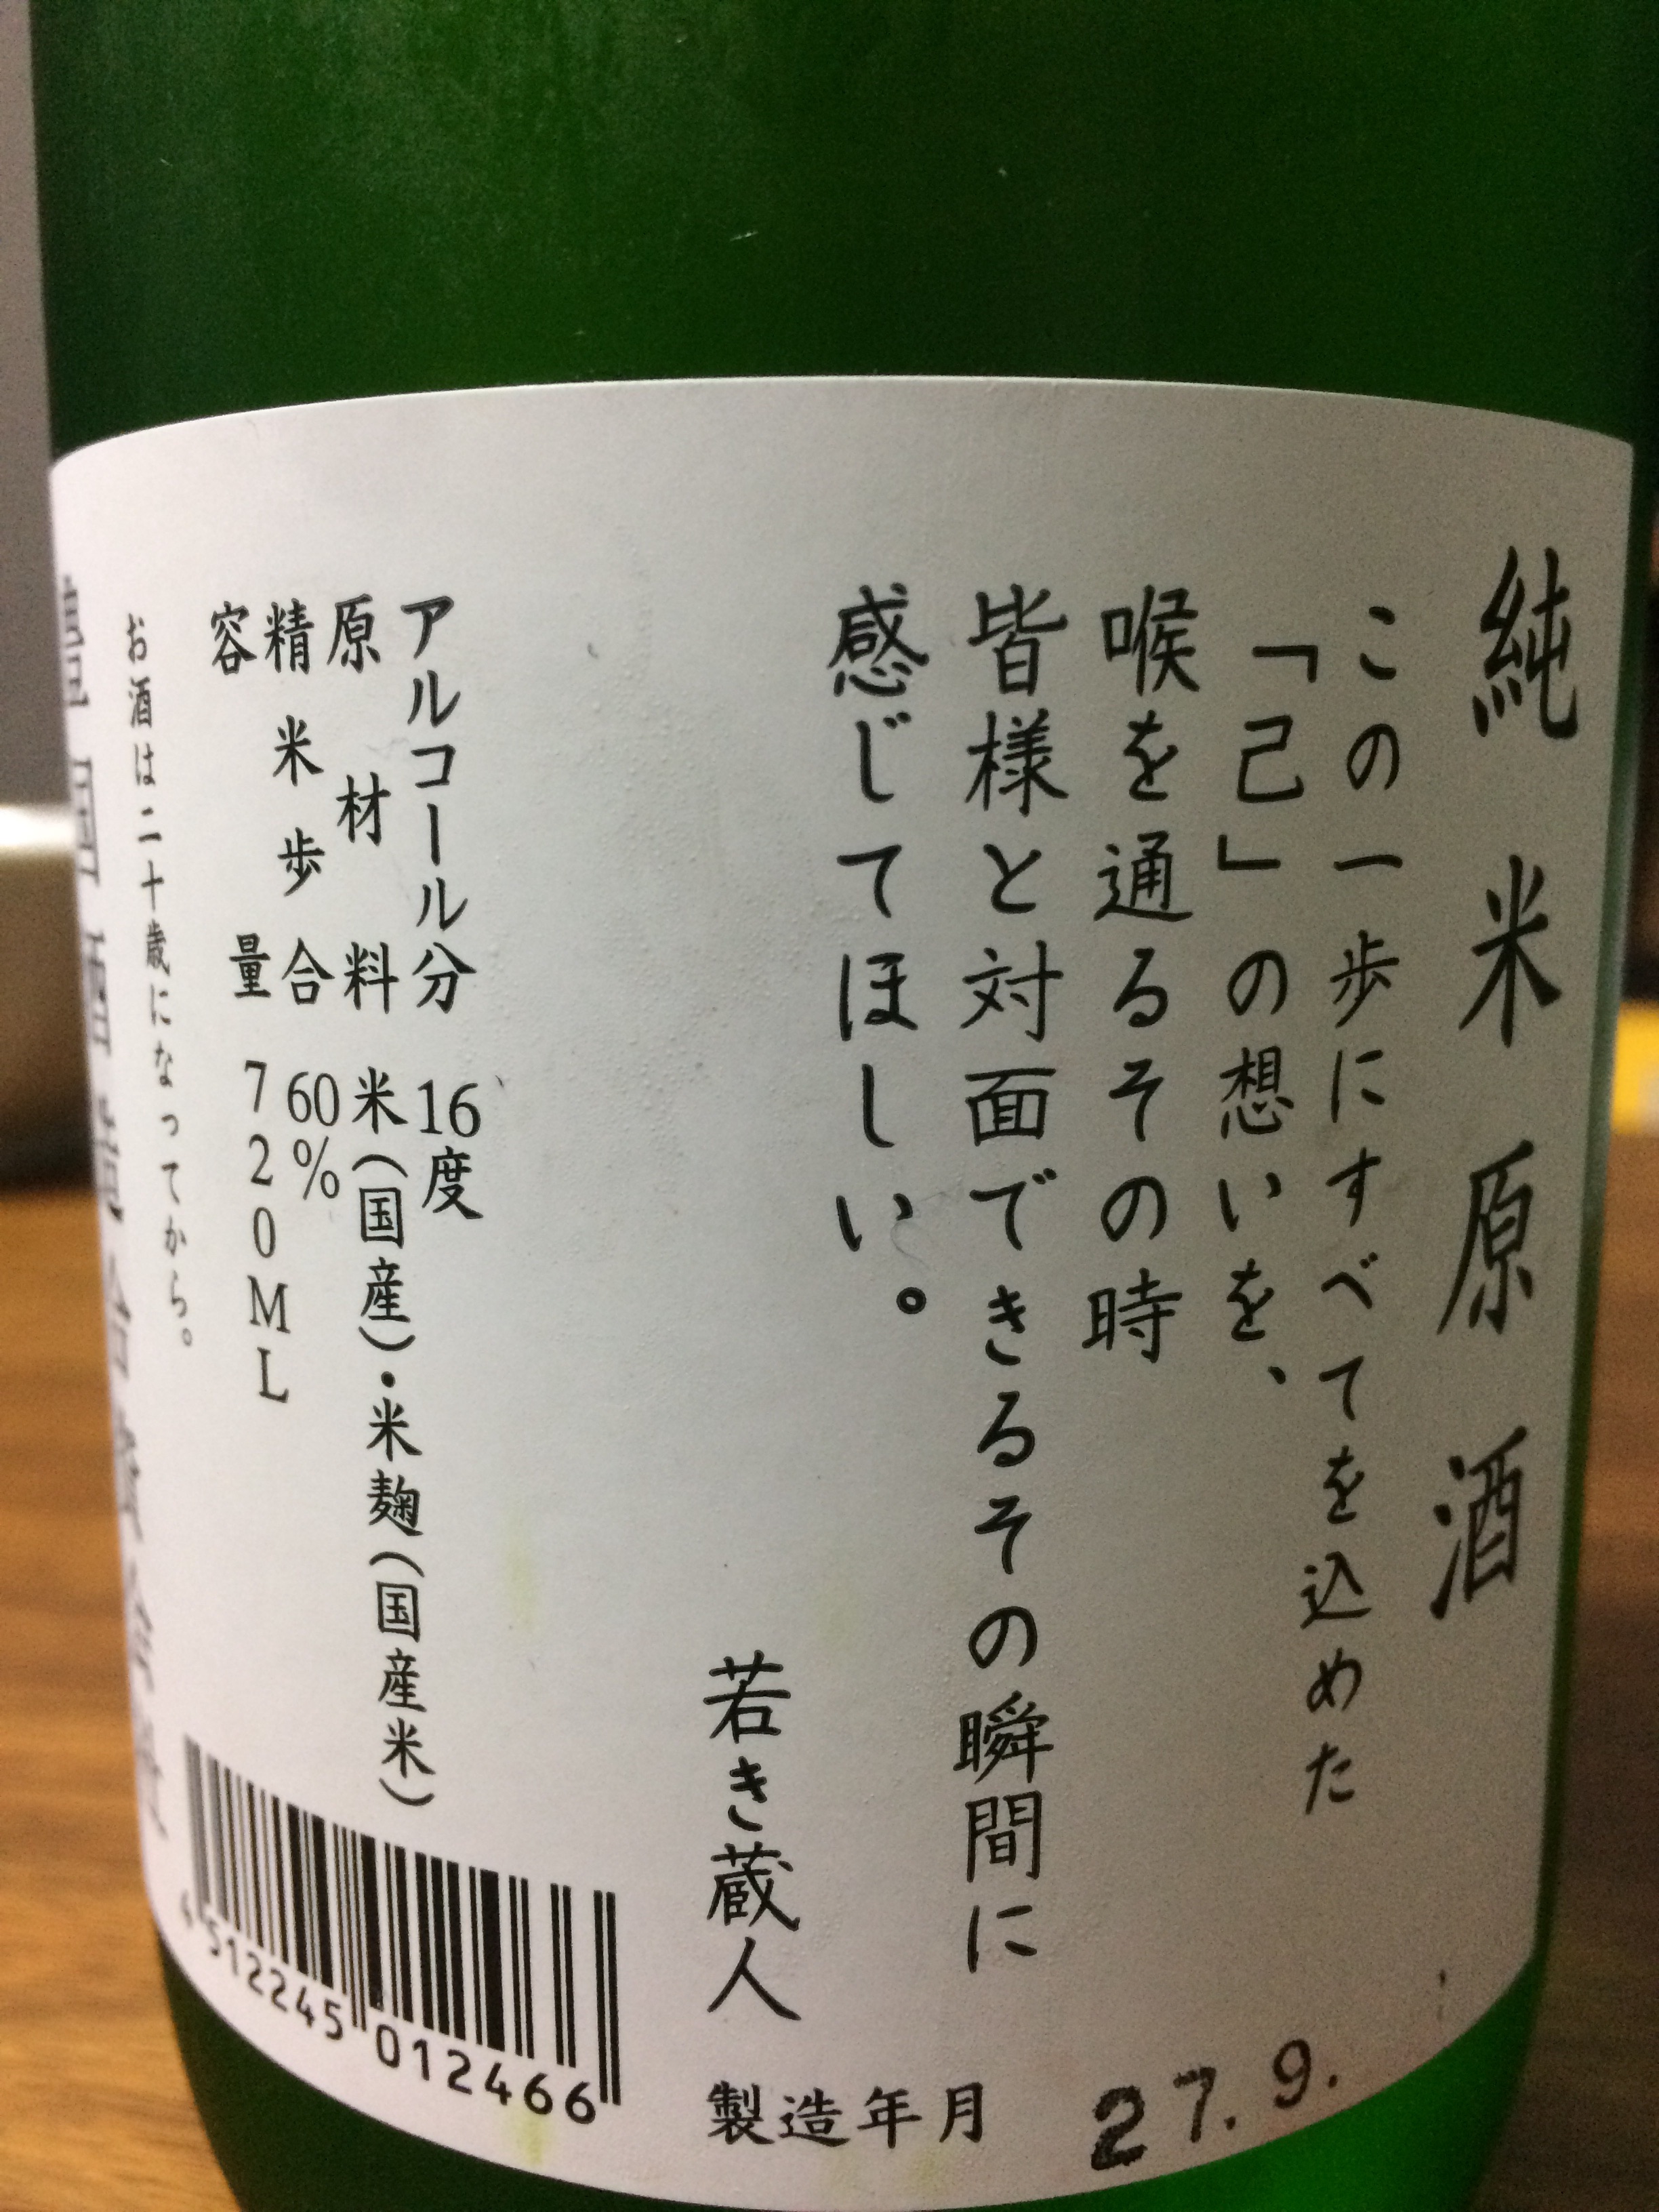 純米原酒
この一歩にすべてを込めた
「己」の想いを、
喉を通るその時
皆様と対面できるその瞬間に
感じてほしい。
若き蔵人
製造年月 27.9.
アルコール分 16度
原材料 米(国産)・米麹(国産米)
精米歩合 60%
容量 720ML
お酒は二十歳になってから。
4512245012466